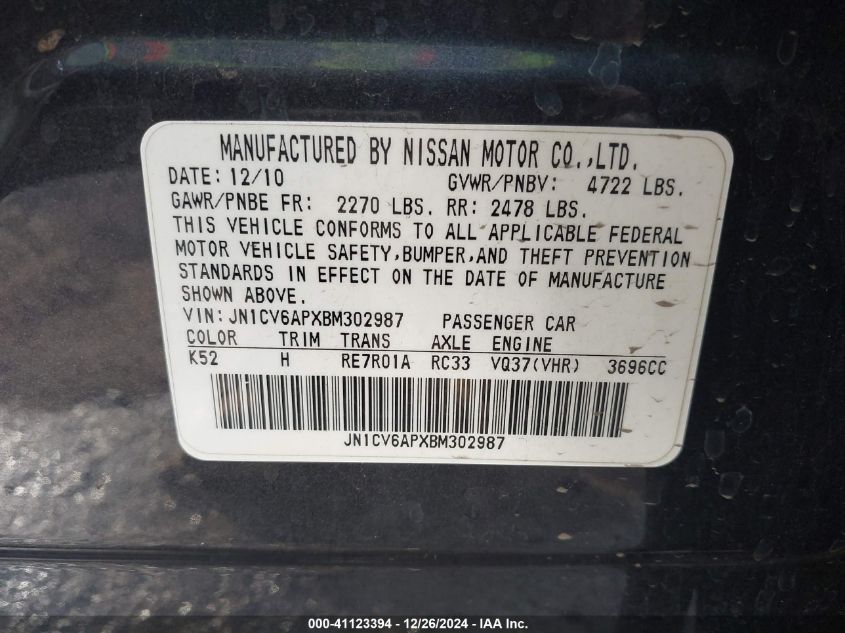 MANUFACTURED BY NISSAN MOTOR CO.,LTD.
DATE: 12/10 GVWR/PNBV: 4722 LBS.
GAWR/PNBE FR: 2270 LBS. RR: 2478 LBS.
THIS VEHICLE CONFORMS TO ALL APPLICABLE FEDERAL
MOTOR VEHICLE SAFETY,BUMPER,AND THEFT PREVENTION
STANDARDS IN EFFECT ON THE DATE OF MANUFACTURE
SHOWN ABOVE.
VIN: JN1CV6APXBM302987 PASSENGER CAR
COLOR TRIM TRANS AXLE ENGINE
K52 H RE7R01A RC33 VQ37(VHR) 3696CC
JN1CV6APXBM302987
000-41123394 - 12/26/2024 - IAA Inc.